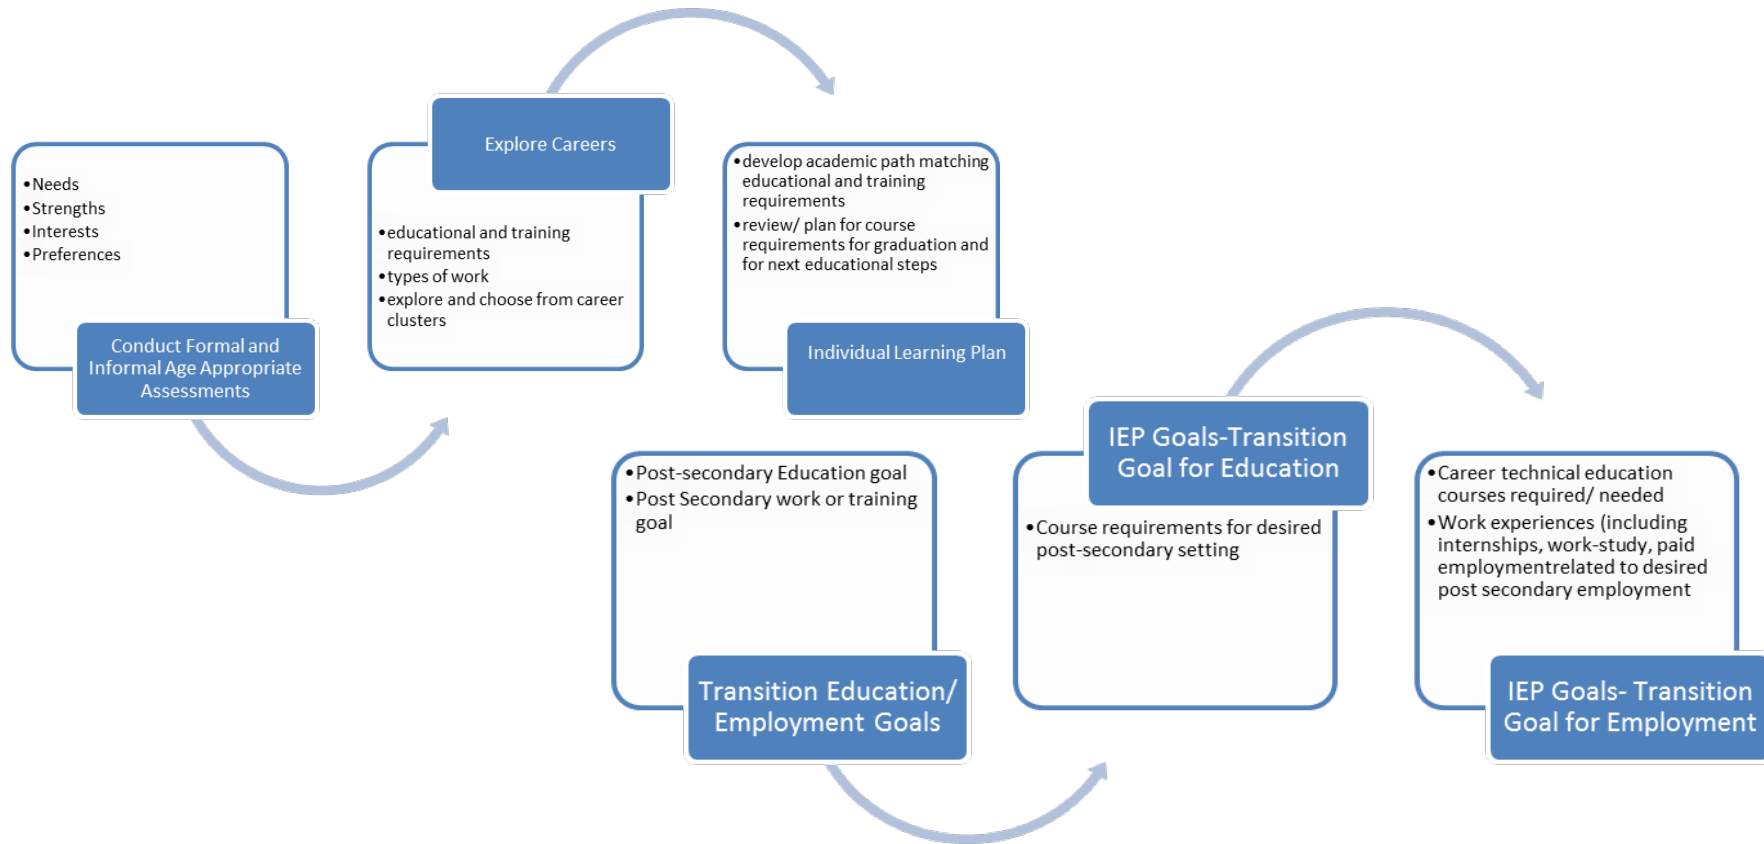 •Needs
•Strengths
•Interests
•Preferences
Conduct Formal and
Informal Age Appropriate
Assessments
Explore Careers
•educational and training
requirements
•types of work
•explore and choose from career
clusters
•develop academic path matching
educational and training
requirements
•review/ plan for course
requirements for graduation and
for next educational steps
Individual Learning Plan
•Post-secondary Education goal
•Post Secondary work or training
goal
Transition Education/
Employment Goals
IEP Goals-Transition
Goal for Education
•Course requirements for desired
post-secondary setting
•Career technical education
courses required/ needed
•Work experiences (including
internships, work-study, paid
employmentrelated to desired
post secondary employment
IEP Goals- Transition
Goal for Employment